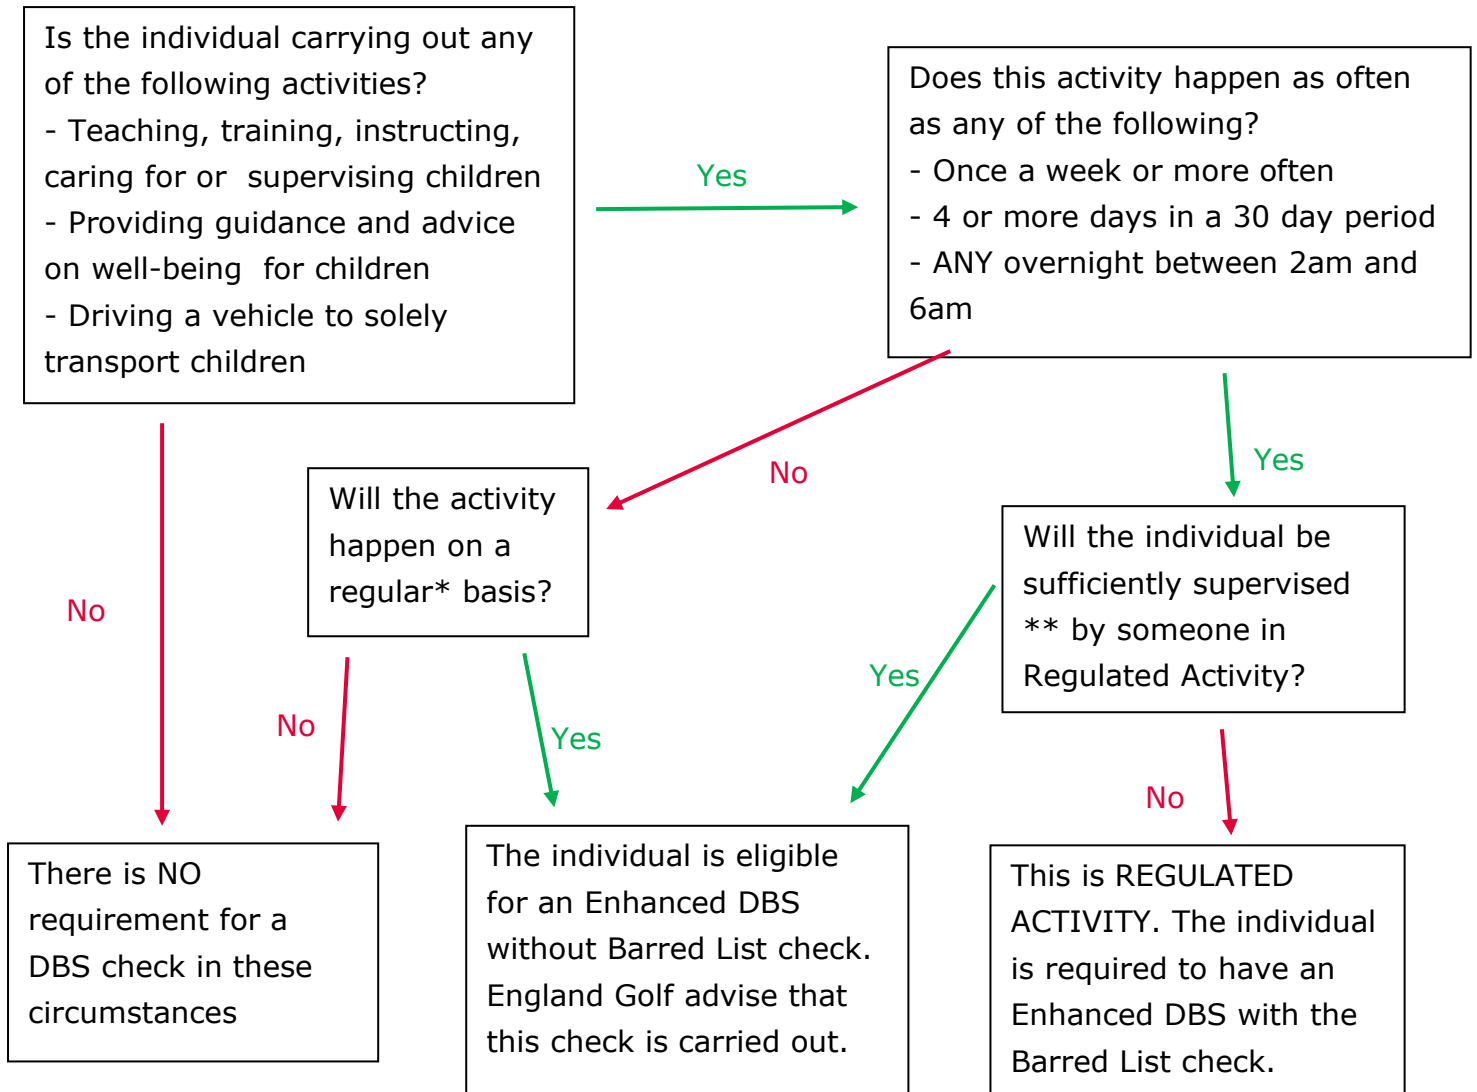 Is the individual carrying out any
of the following activities?
- Teaching, training, instructing,
caring for or  supervising children
- Providing guidance and advice
on well-being  for children
- Driving a vehicle to solely
transport children
Yes
Does this activity happen as often
as any of the following?
- Once a week or more often
- 4 or more days in a 30 day period
- ANY overnight between 2am and
6am
No
Yes
Will the activity
happen on a
regular* basis?
Will the individual be
sufficiently supervised
** by someone in
Regulated Activity?
No
No
Yes
Yes
No
There is NO
requirement for a
DBS check in these
circumstances
The individual is eligible
for an Enhanced DBS
without Barred List check.
England Golf advise that
this check is carried out.
This is REGULATED
ACTIVITY. The individual
is required to have an
Enhanced DBS with the
Barred List check.